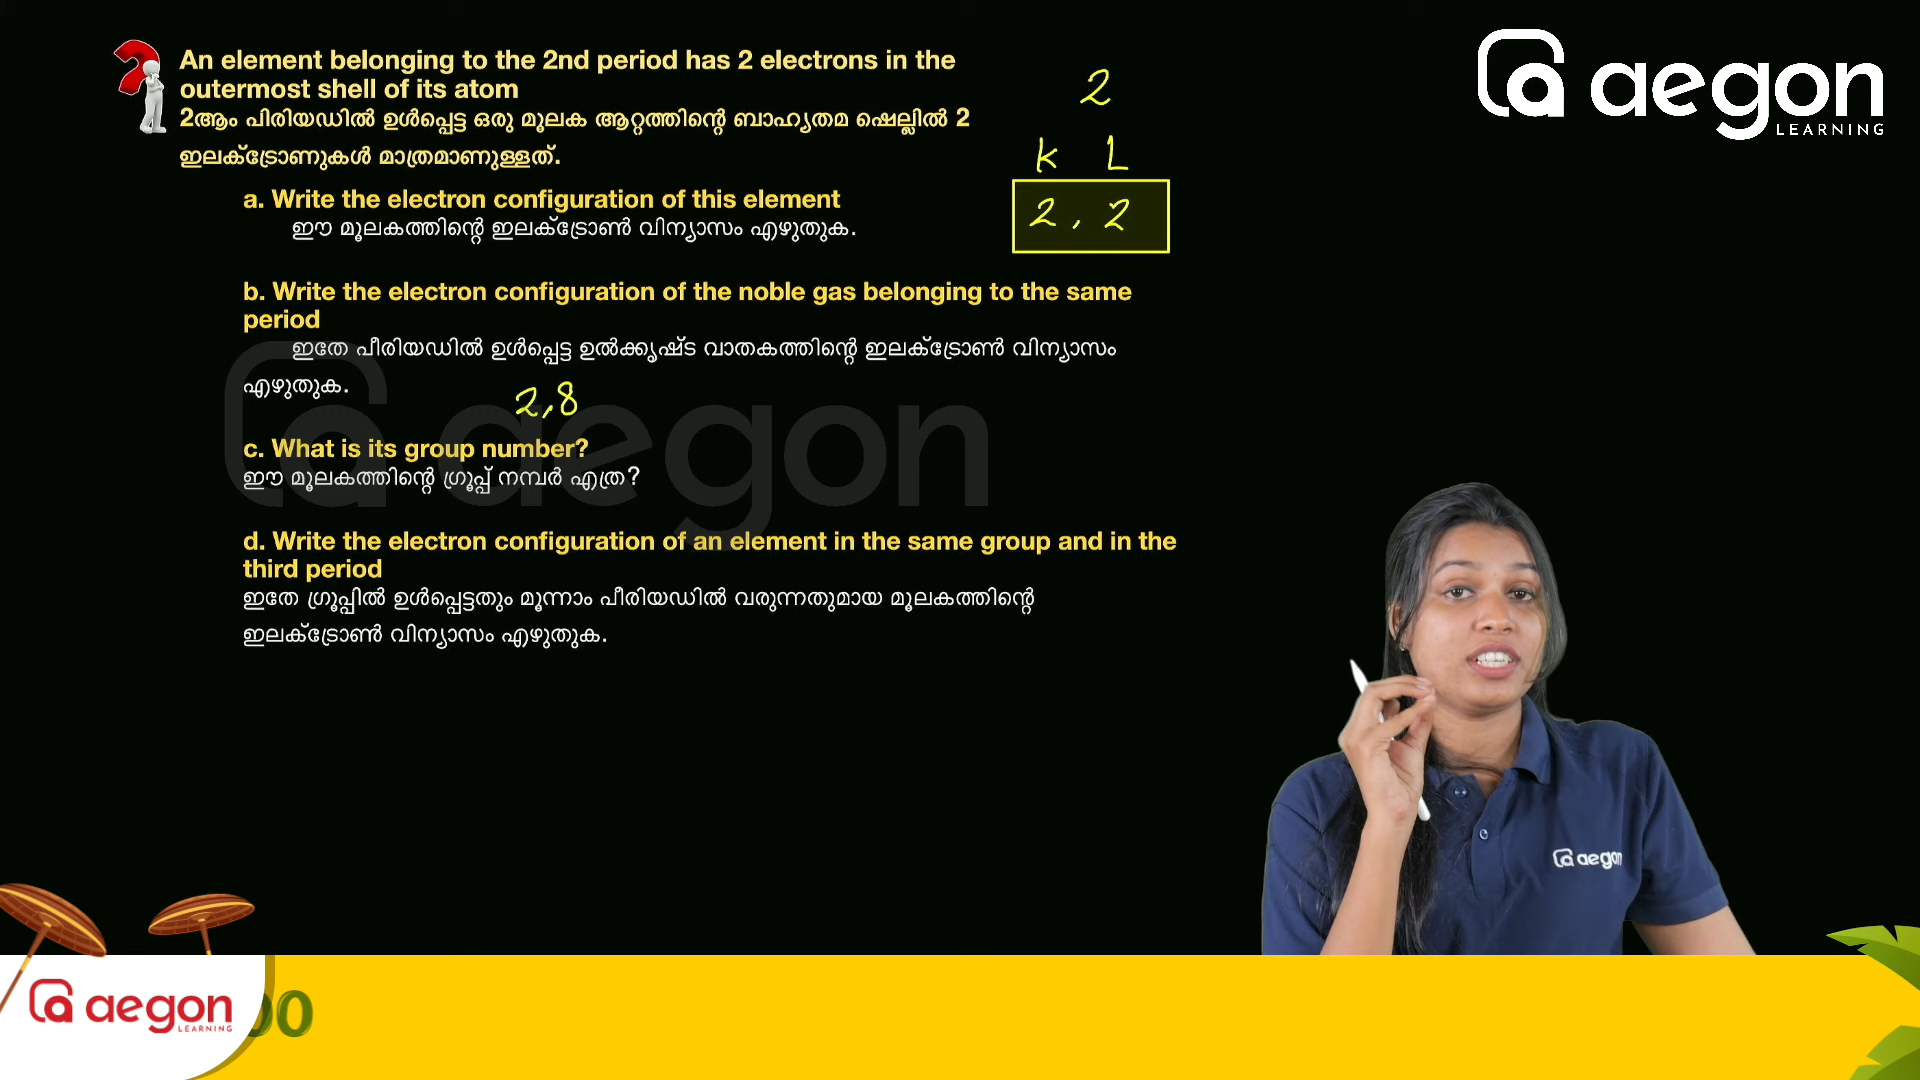 An element belonging to the 2nd period has 2 electrons in the
outermost shell of its atom
2ആം പിരിയഡിൽ ഉൾപ്പെട്ട ഒരു മൂലക ആറ്റത്തിന്റെ ബാഹ്യതമ ഷെല്ലിൽ 2
ഇലക്ട്രോണുകൾ മാത്രമാണുള്ളത്.
2
K L
2 , 2
a. Write the electron configuration of this element
ഈ മൂലകത്തിന്റെ ഇലക്ട്രോൺ വിന്യാസം എഴുതുക.
b. Write the electron configuration of the noble gas belonging to the same
period
ഇതേ പീരിയഡിൽ ഉൾപ്പെട്ട ഉൽക്കൃഷ്ട വാതകത്തിന്റെ ഇലക്ട്രോൺ വിന്യാസം
എഴുതുക.
2,8
c. What is its group number?
ഈ മൂലകത്തിന്റെ ഗ്രൂപ്പ് നമ്പർ എത്ര?
d. Write the electron configuration of an element in the same group and in the
third period
ഇതേ ഗ്രൂപ്പിൽ ഉൾപ്പെട്ടതും മൂന്നാം പീരിയഡിൽ വരുന്നതുമായ മൂലകത്തിന്റെ
ഇലക്ട്രോൺ വിന്യാസം എഴുതുക.
aegon
LEARNING
aegon
aegon
aegon
LEARNING